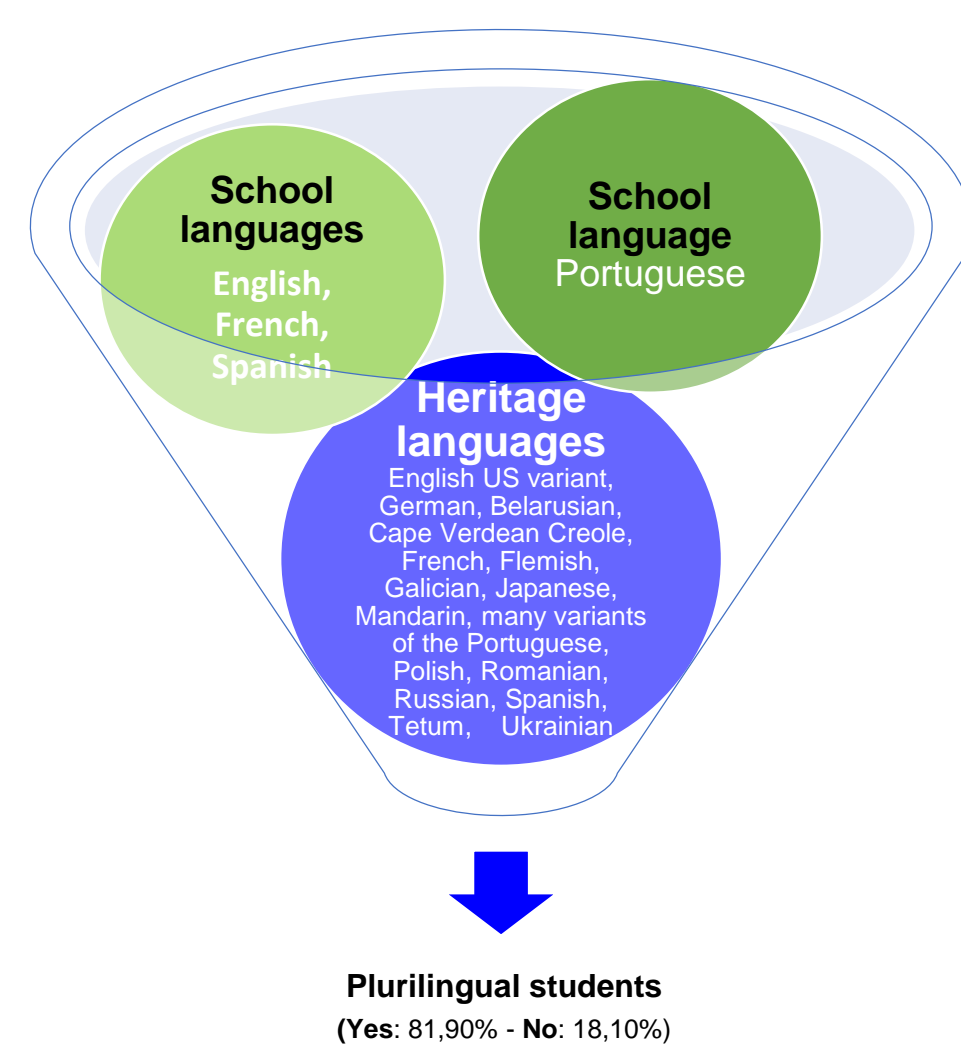 School
languages
English,
French,
Spanish
School
language
Portuguese
Heritage
languages
English US variant,
German, Belarusian,
Cape Verdean Creole,
French, Flemish,
Galician, Japanese,
Mandarin, many variants
of the Portuguese,
Polish, Romanian,
Russian, Spanish,
Tetum, Ukrainian
Plurilingual students
(Yes: 81,90% - No: 18,10%)